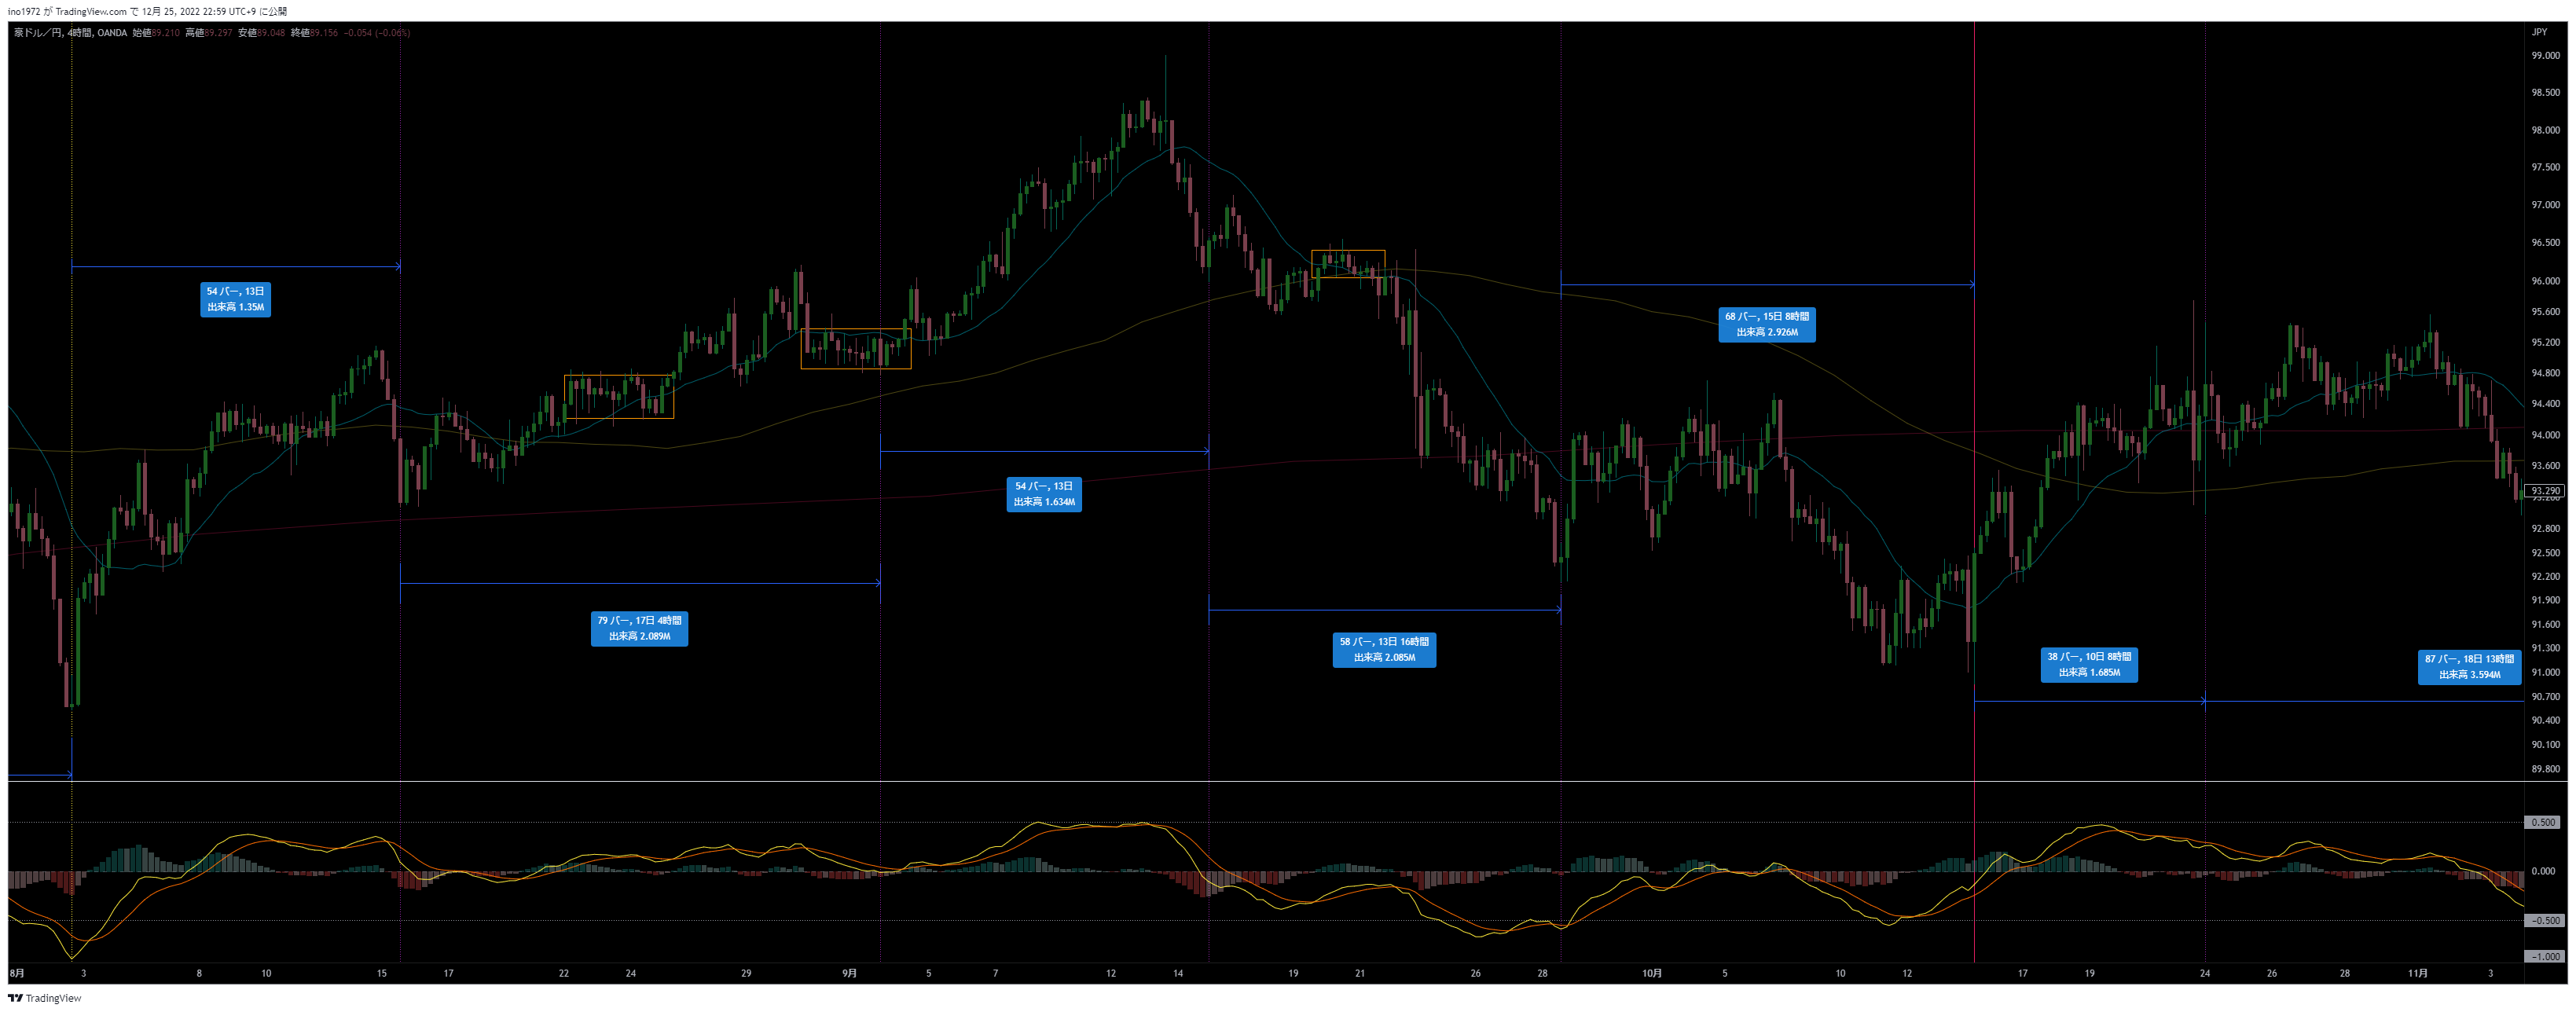 ino1972 が TradingView.com で 12月 25, 2022 22:59 UTC+9 に公開
豪ドル／円, 4時間, OANDA 始値89.210 高値89.297 安値89.048 終値89.156 −0.054 (−0.06%)
JPY
99.000
98.500
98.000
97.500
97.000
96.500
96.000
95.600
95.200
94.800
94.400
94.000
93.600
93.290
93.200
92.800
92.500
92.200
91.900
91.600
91.300
91.000
90.700
90.400
90.100
89.800
54 バー, 13日
出来高 1.35M
68 バー, 15日 8時間
出来高 2.926M
54 バー, 13日
出来高 1.634M
79 バー, 17日 4時間
出来高 2.089M
58 バー, 13日 16時間
出来高 2.085M
38 バー, 10日 8時間
出来高 1.685M
87 バー, 18日 13時間
出来高 3.594M
0.500
0.000
−0.500
−1.000
8月 3 8 10 15 17 22 24 29 9月 5 7 12 14 19 21 26 28 10月 5 10 12 17 19 24 26 28 11月 3
TradingView